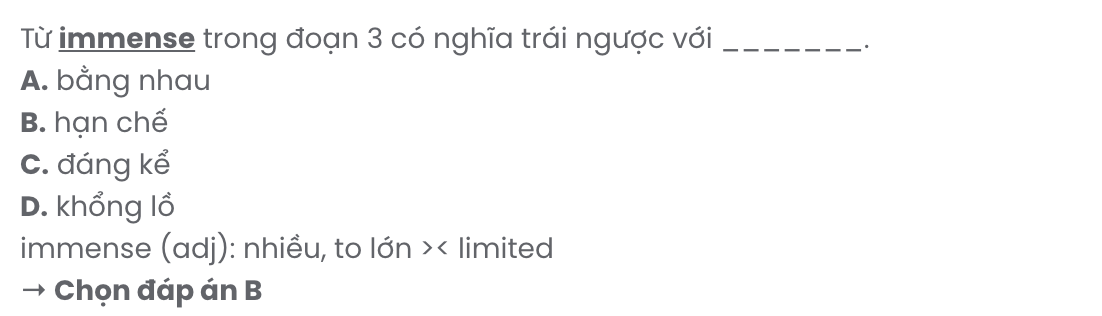 Từ immense trong đoạn 3 có nghĩa trái ngược với _______.
A. bằng nhau
B. hạn chế
C. đáng kể
D. khổng lồ
immense (adj): nhiều, to lớn >< limited
→ Chọn đáp án B